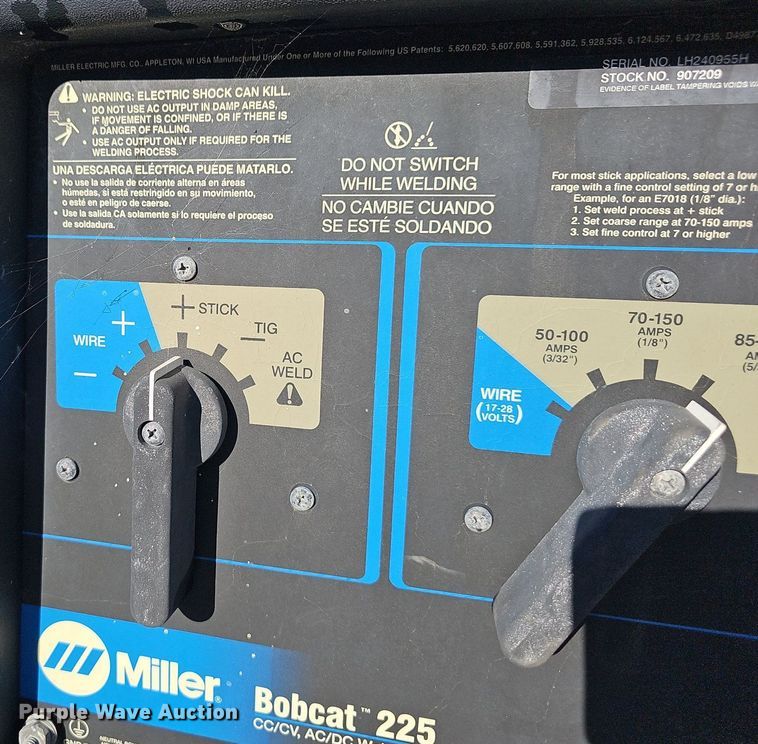 MILLER ELECTRIC MFG. CO., APPLETON, WI USA Manufactured Under One or More of the Following US Patents: 5,620,620, 5,607,608, 5,591,362, 5,928,535, 6,124,567, 6,472,635,
SERIAL NO. LH240955H
STOCK NO. 907209
EVIDENCE OF LABEL TAMPERING VOIDS
WARNING: ELECTRIC SHOCK CAN KILL.
• DO NOT USE AC OUTPUT IN DAMP AREAS,
IF MOVEMENT IS CONFINED, OR IF THERE IS
A DANGER OF FALLING.
• USE AC OUTPUT ONLY IF REQUIRED FOR THE
WELDING PROCESS.
UNA DESCARGA ELÉCTRICA PUEDE MATARLO.
• No use la salida de corriente alterna en áreas
húmedas, si está restringido en su movimiento,
o esté en peligro de caerse.
• Use la salida CA solamente si lo requiere el proceso
de soldadura.
DO NOT SWITCH
WHILE WELDING
NO CAMBIE CUANDO
SE ESTÉ SOLDANDO
For most stick applications, select a low
range with a fine control setting of 7 or
Example, for an E7018 (1/8" dia.):
1. Set weld process at + stick
2. Set coarse range at 70-150 amps
3. Set fine control at 7 or higher
WIRE
+
−
+ STICK
− TIG
AC
WELD
WIRE
(17-28
VOLTS)
50-100
AMPS
(3/32")
70-150
AMPS
(1/8")
85-
Miller®
Bobcat™ 225
CC/CV, AC/DC
Purple Wave Auction